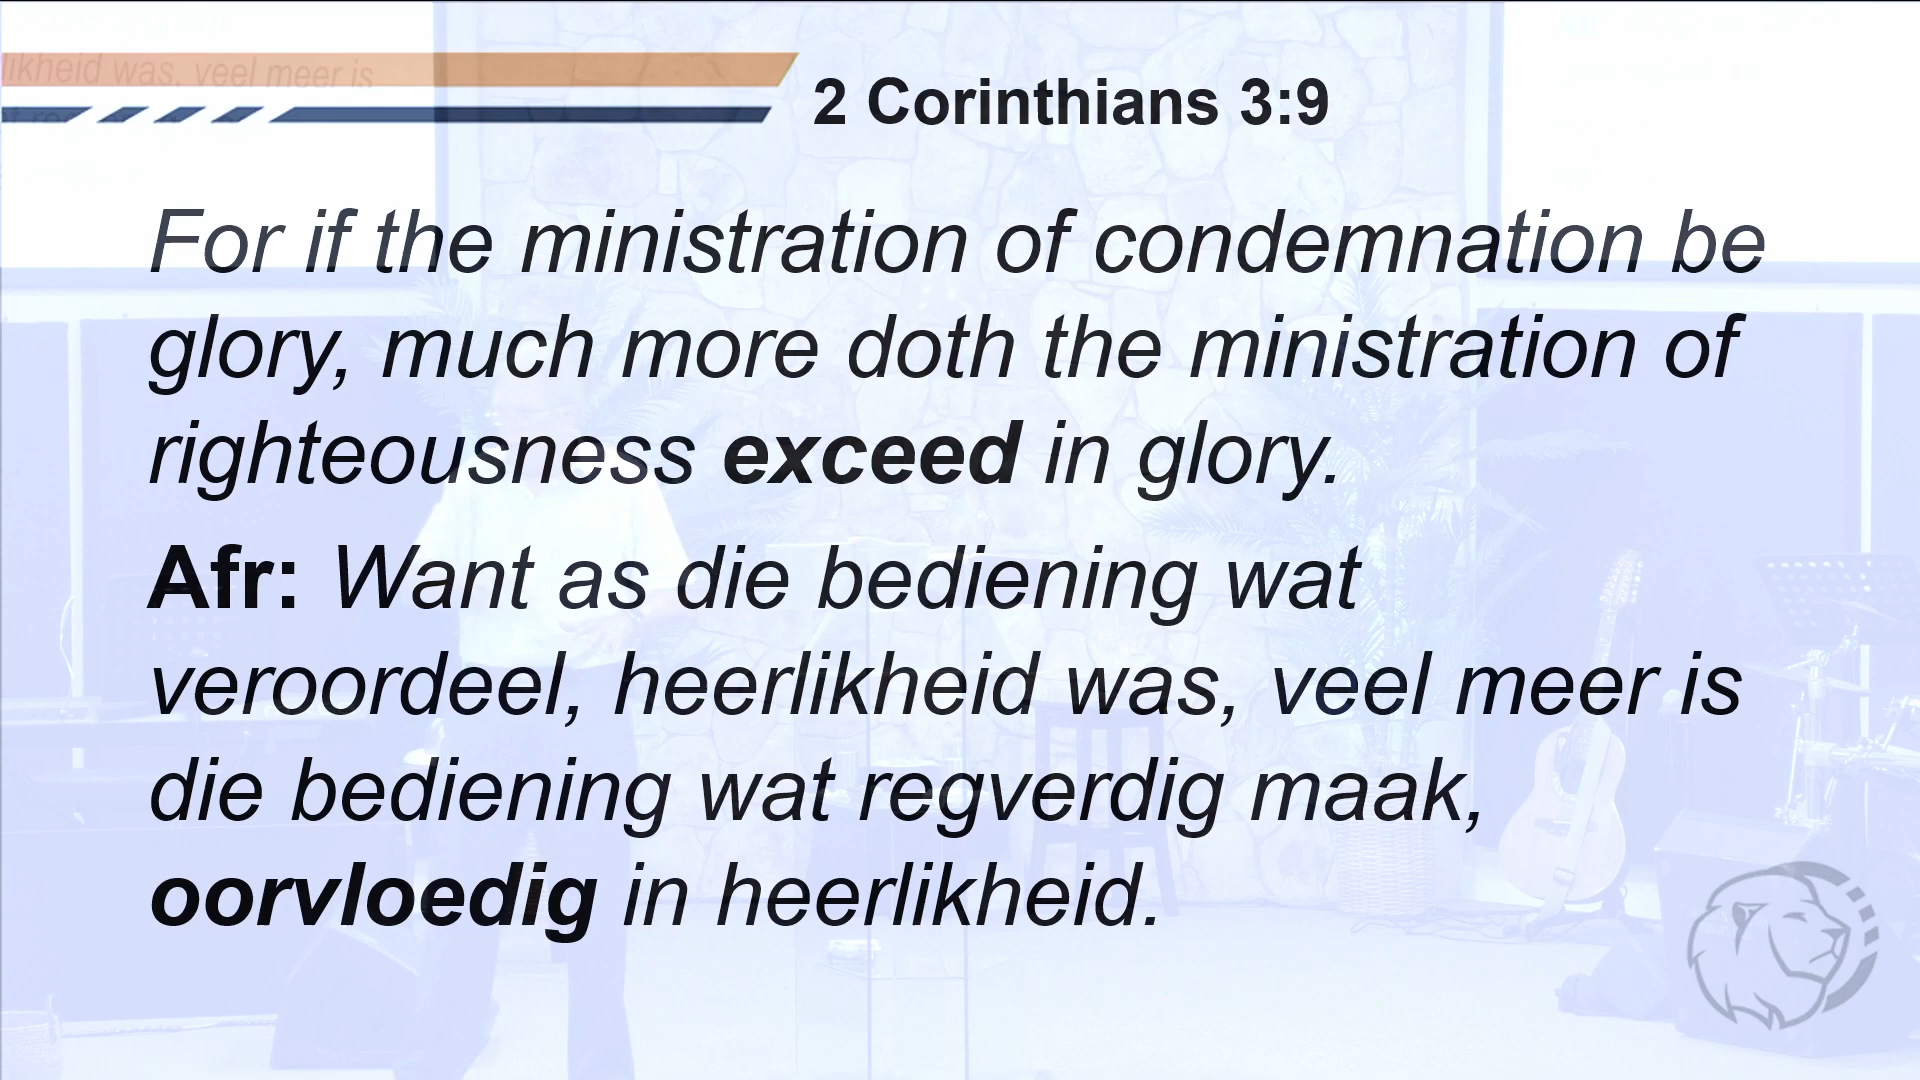 likheid was, veel meer is
2 Corinthians 3:9
For if the ministration of condemnation be
glory, much more doth the ministration of
righteousness exceed in glory.
Afr: Want as die bediening wat
veroordeel, heerlikheid was, veel meer is
die bediening wat regverdig maak,
oorvloedig in heerlikheid.